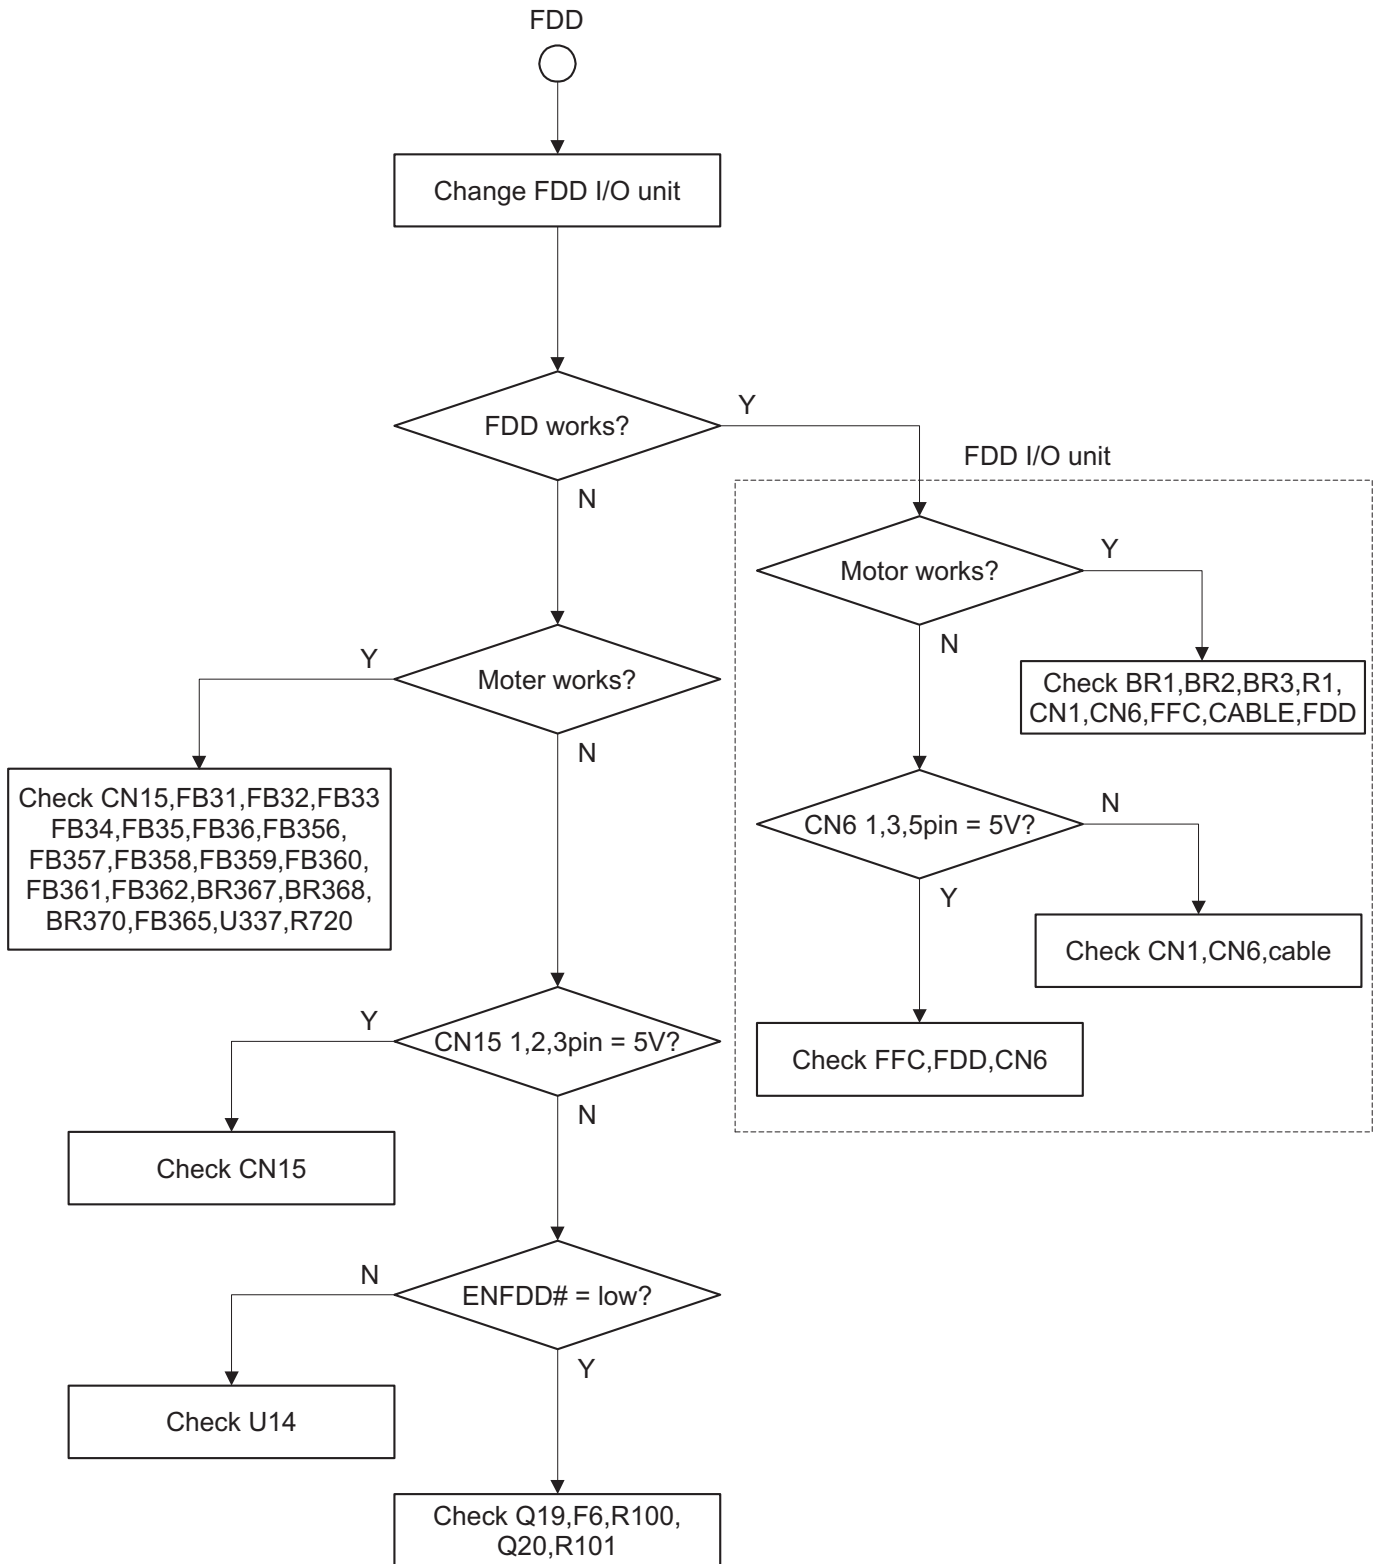 FDD
Change FDD I/O unit
FDD works?
Y
N
FDD I/O unit
Motor works?
Y
N
Check BR1,BR2,BR3,R1,
CN1,CN6,FFC,CABLE,FDD
CN6 1,3,5pin = 5V?
N
Y
Check CN1,CN6,cable
Check FFC,FDD,CN6
Moter works?
Y
N
Check CN15,FB31,FB32,FB33
FB34,FB35,FB36,FB356,
FB357,FB358,FB359,FB360,
FB361,FB362,BR367,BR368,
BR370,FB365,U337,R720
CN15 1,2,3pin = 5V?
Y
N
Check CN15
ENFDD# = low?
N
Y
Check U14
Check Q19,F6,R100,
Q20,R101